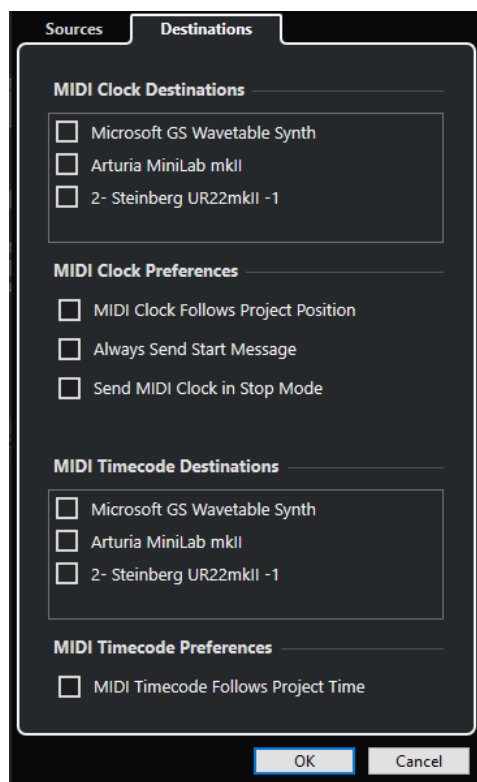 Sources
Destinations
MIDI Clock Destinations
Microsoft GS Wavetable Synth
Arturia MiniLab mkII
2- Steinberg UR22mkII -1
MIDI Clock Preferences
MIDI Clock Follows Project Position
Always Send Start Message
Send MIDI Clock in Stop Mode
MIDI Timecode Destinations
Microsoft GS Wavetable Synth
Arturia MiniLab mkII
2- Steinberg UR22mkII -1
MIDI Timecode Preferences
MIDI Timecode Follows Project Time
OK
Cancel